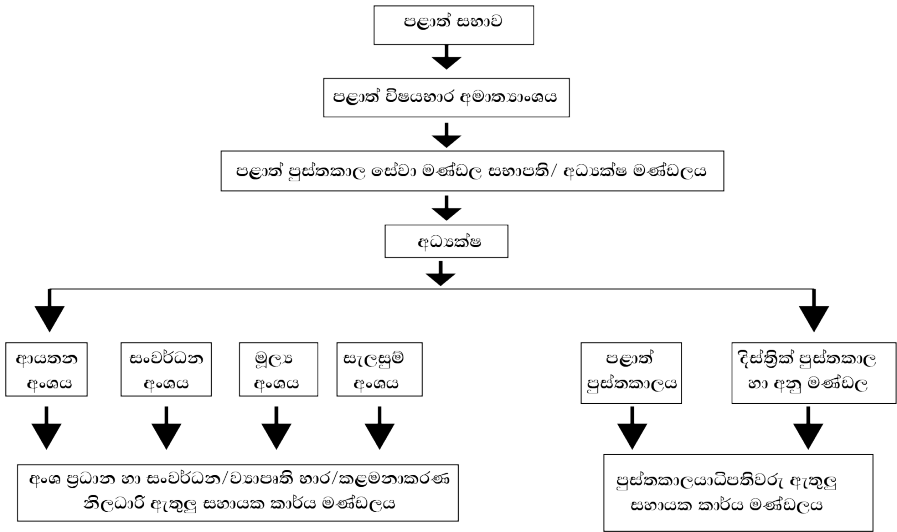 පළාත් සභාව
පළාත් විෂයභාර අමාත්‍යාංශය
පළාත් පුස්තකාල සේවා මණ්ඩල සභාපති/ අධ්‍යක්ෂ මණ්ඩලය
අධ්‍යක්ෂ
ආයතන
අංශය
සංවර්ධන
අංශය
මූල්‍ය
අංශය
සැලසුම්
අංශය
පළාත්
පුස්තකාලය
දිස්ත්‍රික් පුස්තකාල
හා අනු මණ්ඩල
අංශ ප්‍රධාන හා සංවර්ධන/ව්‍යාපෘති භාර/කළමනාකරණ
නිලධාරී ඇතුලු සහායක කාර්ය මණ්ඩලය
පුස්තකාලයාධිපතිවරු ඇතුලු
සහායක කාර්ය මණ්ඩලය